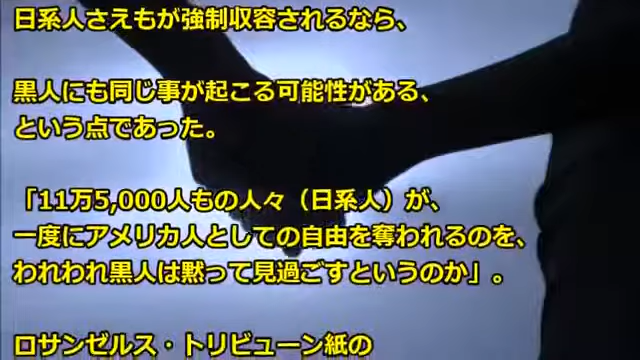 日系人さえもが強制収容されるなら、
黒人にも同じ事が起こる可能性がある、
という点であった。
「11万5,000人もの人々（日系人）が、
一度にアメリカ人としての自由を奪われるのを、
われわれ黒人は黙って見過ごすというのか」。
ロサンゼルス・トリビューン紙の